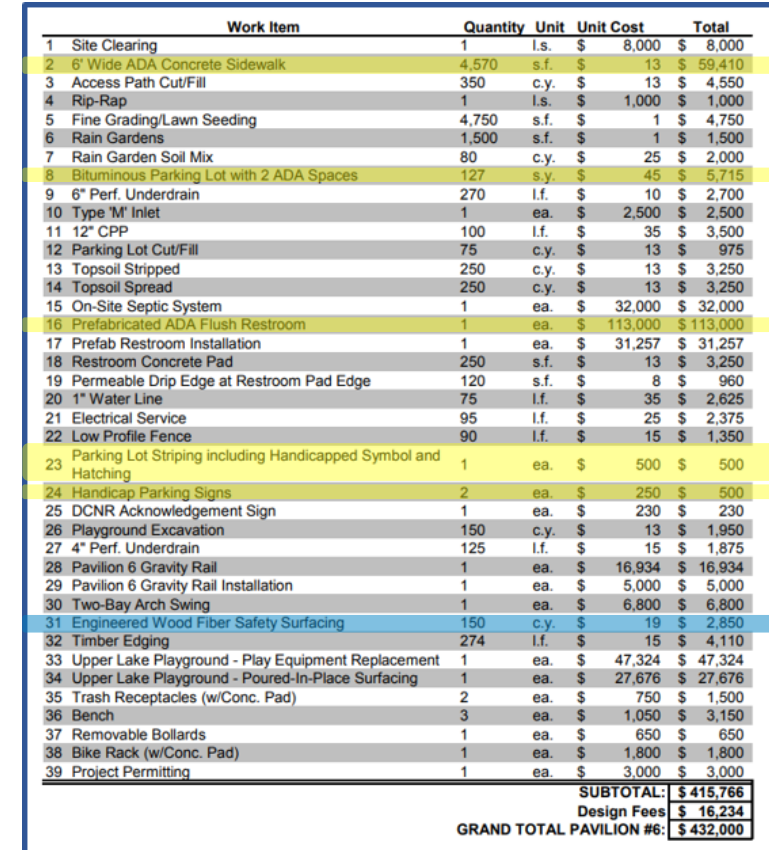 Work Item Quantity Unit Unit Cost Total
1 Site Clearing 1 l.s. $ 8,000 $ 8,000
2 6' Wide ADA Concrete Sidewalk 4,570 s.f. $ 13 $ 59,410
3 Access Path Cut/Fill 350 c.y. $ 13 $ 4,550
4 Rip-Rap 1 l.s. $ 1,000 $ 1,000
5 Fine Grading/Lawn Seeding 4,750 s.f. $ 1 $ 4,750
6 Rain Gardens 1,500 s.f. $ 1 $ 1,500
7 Rain Garden Soil Mix 80 c.y. $ 25 $ 2,000
8 Bituminous Parking Lot with 2 ADA Spaces 127 s.y. $ 45 $ 5,715
9 6" Perf. Underdrain 270 l.f. $ 10 $ 2,700
10 Type 'M' Inlet 1 ea. $ 2,500 $ 2,500
11 12" CPP 100 l.f. $ 35 $ 3,500
12 Parking Lot Cut/Fill 75 c.y. $ 13 $ 975
13 Topsoil Stripped 250 c.y. $ 13 $ 3,250
14 Topsoil Spread 250 c.y. $ 13 $ 3,250
15 On-Site Septic System 1 ea. $ 32,000 $ 32,000
16 Prefabricated ADA Flush Restroom 1 ea. $ 113,000 $ 113,000
17 Prefab Restroom Installation 1 ea. $ 31,257 $ 31,257
18 Restroom Concrete Pad 250 s.f. $ 13 $ 3,250
19 Permeable Drip Edge at Restroom Pad Edge 120 s.f. $ 8 $ 960
20 1" Water Line 75 l.f. $ 35 $ 2,625
21 Electrical Service 95 l.f. $ 25 $ 2,375
22 Low Profile Fence 90 l.f. $ 15 $ 1,350
23 Parking Lot Striping including Handicapped Symbol and
Hatching 1 ea. $ 500 $ 500
24 Handicap Parking Signs 2 ea. $ 250 $ 500
25 DCNR Acknowledgement Sign 1 ea. $ 230 $ 230
26 Playground Excavation 150 c.y. $ 13 $ 1,950
27 4" Perf. Underdrain 125 l.f. $ 15 $ 1,875
28 Pavilion 6 Gravity Rail 1 ea. $ 16,934 $ 16,934
29 Pavilion 6 Gravity Rail Installation 1 ea. $ 5,000 $ 5,000
30 Two-Bay Arch Swing 1 ea. $ 6,800 $ 6,800
31 Engineered Wood Fiber Safety Surfacing 150 c.y. $ 19 $ 2,850
32 Timber Edging 274 l.f. $ 15 $ 4,110
33 Upper Lake Playground - Play Equipment Replacement 1 ea. $ 47,324 $ 47,324
34 Upper Lake Playground - Poured-In-Place Surfacing 1 ea. $ 27,676 $ 27,676
35 Trash Receptacles (w/Conc. Pad) 2 ea. $ 750 $ 1,500
36 Bench 3 ea. $ 1,050 $ 3,150
37 Removable Bollards 1 ea. $ 650 $ 650
38 Bike Rack (w/Conc. Pad) 1 ea. $ 1,800 $ 1,800
39 Project Permitting 1 ea. $ 3,000 $ 3,000
SUBTOTAL: $ 415,766
Design Fees $ 16,234
GRAND TOTAL PAVILION #6: $ 432,000